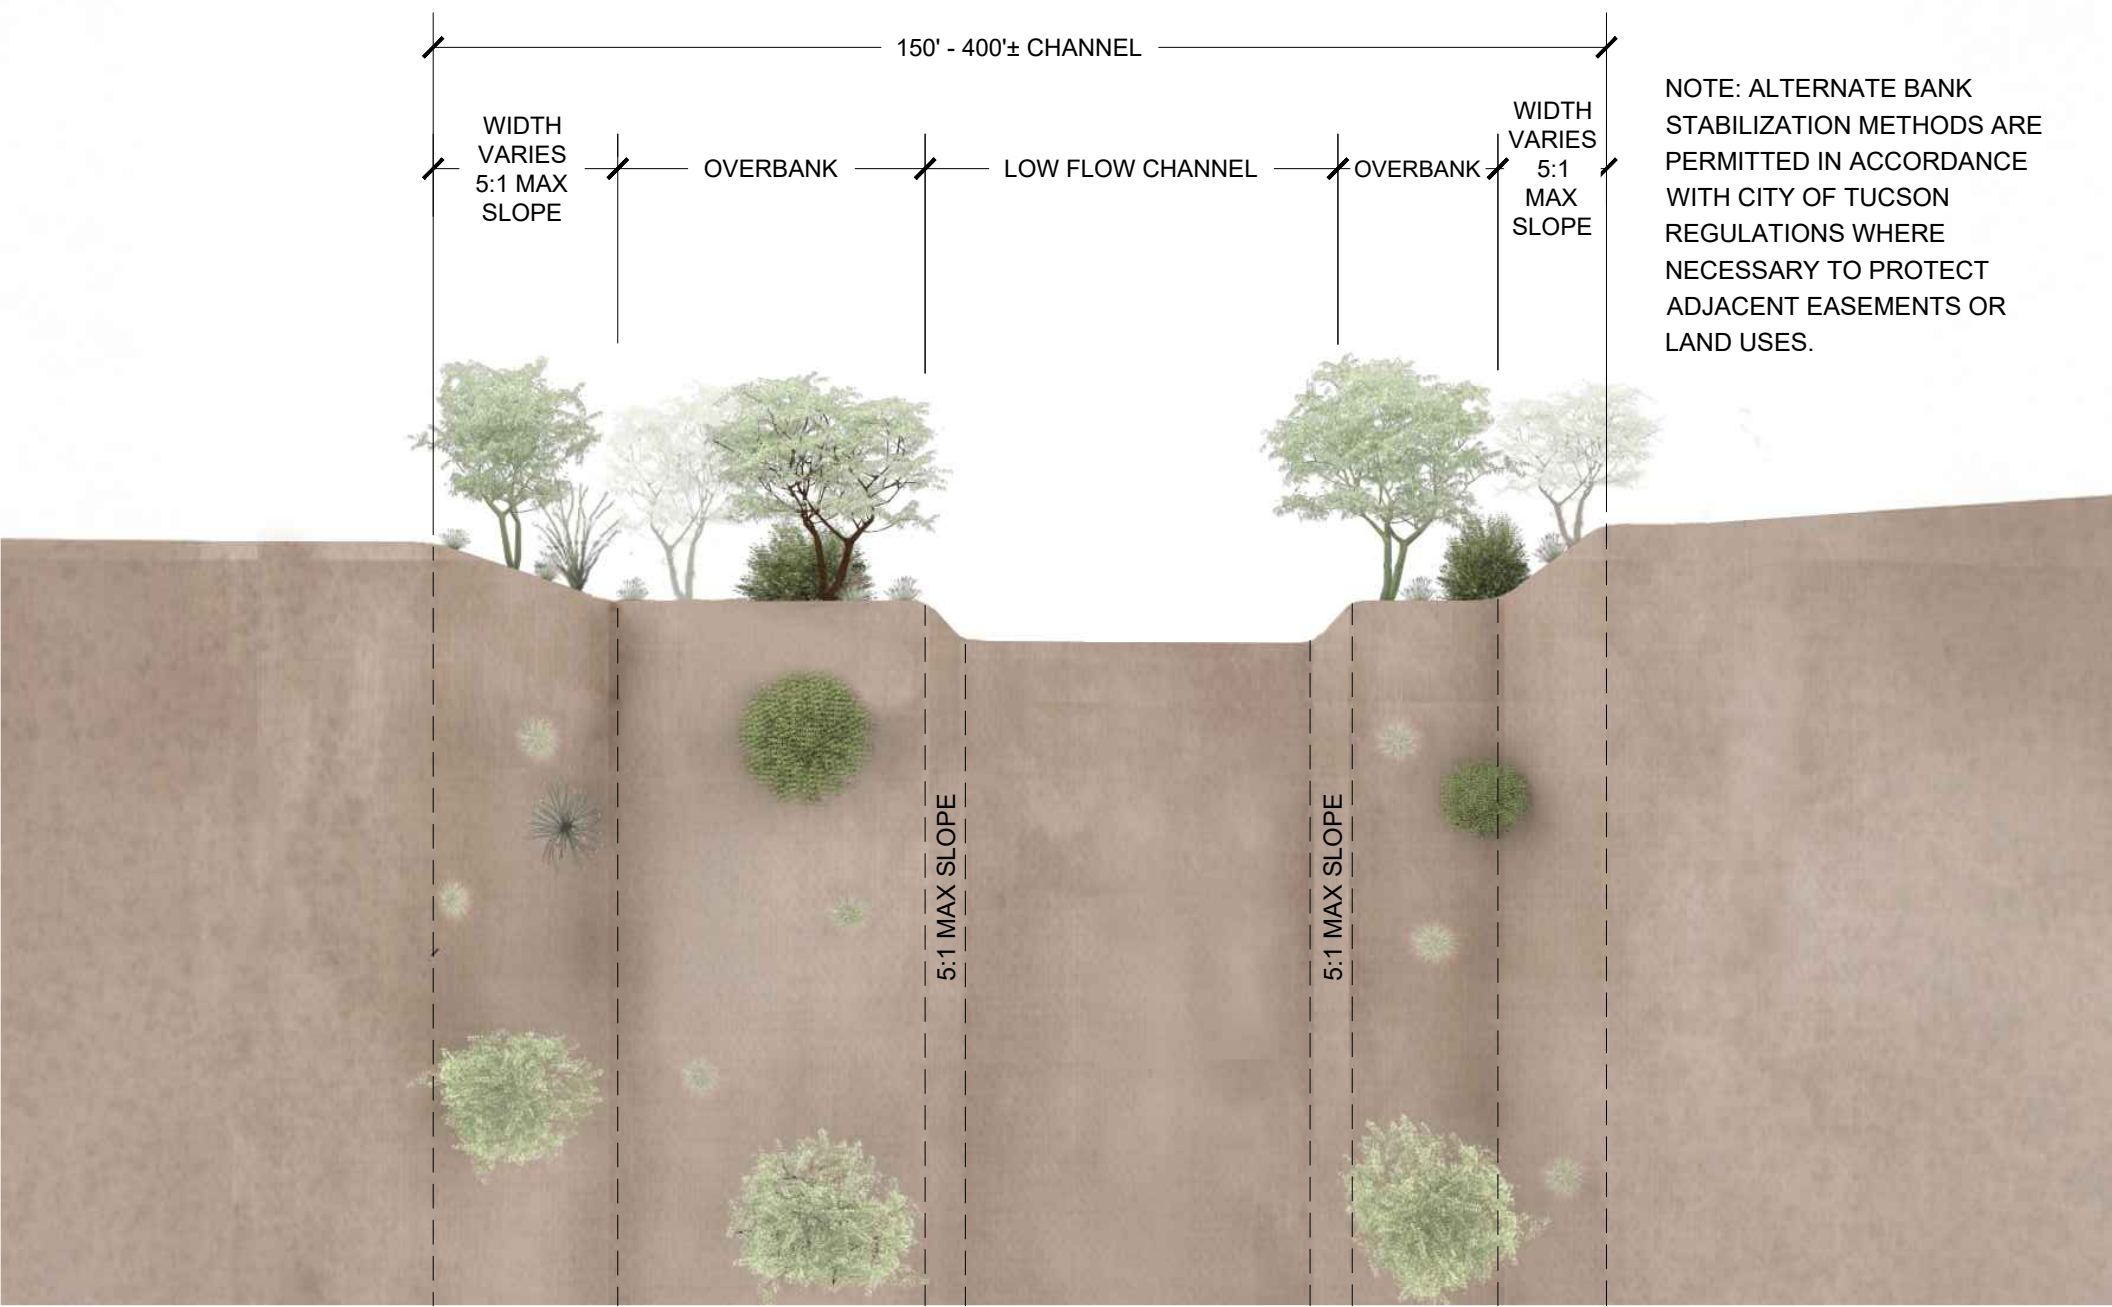 150' - 400'± CHANNEL
WIDTH
VARIES
5:1 MAX
SLOPE
OVERBANK
LOW FLOW CHANNEL
OVERBANK
WIDTH
VARIES
5:1
MAX
SLOPE
NOTE: ALTERNATE BANK
STABILIZATION METHODS ARE
PERMITTED IN ACCORDANCE
WITH CITY OF TUCSON
REGULATIONS WHERE
NECESSARY TO PROTECT
ADJACENT EASEMENTS OR
LAND USES.
5:1 MAX SLOPE
5:1 MAX SLOPE